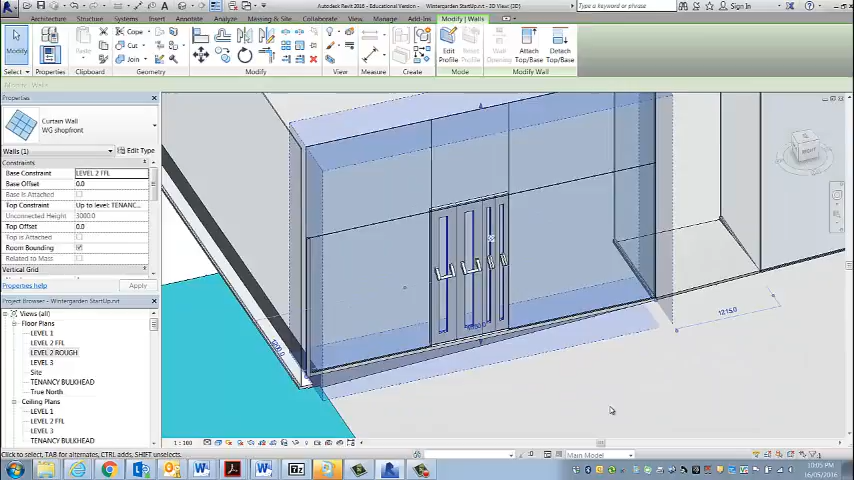 Autodesk Revit 2016 - Educational Version - Wintergarden StartUp.rvt - 3D View: {3D}
Type a keyword or phrase
Sign In
Architecture Structure Systems Insert Annotate Analyze Massing & Site Collaborate View Manage Add-Ins Modify | Walls
Modify
Cope
Cut
Join
Edit Profile
Reset Profile
Wall Opening
Attach Top/Base
Detach Top/Base
Select Properties Clipboard Geometry Modify View Measure Create Mode Modify Wall
Modify | Walls
Properties
Curtain Wall
WG shopfront
Walls (1)
Edit Type
Constraints
Base Constraint LEVEL 2 FFL
Base Offset 0.0
Base is Attached
Top Constraint Up to level: TENANC...
Unconnected Height 3000.0
Top Offset 0.0
Top is Attached
Room Bounding
Related to Mass
Vertical Grid
Properties help
Apply
Project Browser - Wintergarden StartUp.rvt
Views (all)
Floor Plans
LEVEL 1
LEVEL 2 FFL
LEVEL 2 ROUGH
LEVEL 3
Site
TENANCY BULKHEAD
True North
Ceiling Plans
LEVEL 1
LEVEL 2 FFL
LEVEL 3
TENANCY BULKHEAD
RIGHT
1215.0
1200.0
1 : 100
Click to select, TAB for alternates, CTRL adds, SHIFT unselects.
Main Model
10:05 PM
16/05/2016